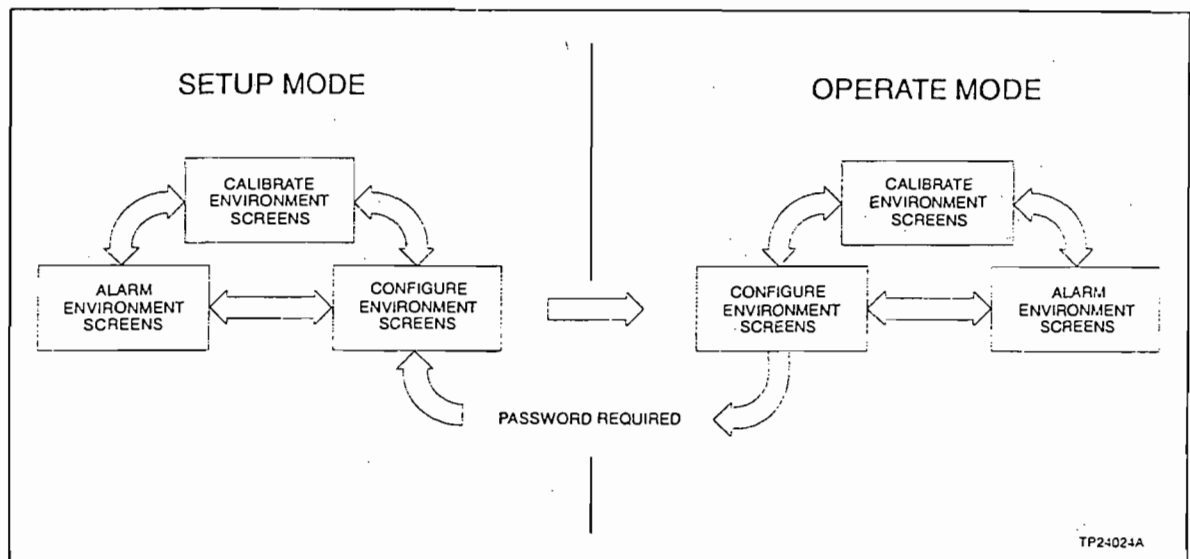 SETUP MODE
OPERATE MODE
CALIBRATE
ENVIRONMENT
SCREENS
ALARM
ENVIRONMENT
SCREENS
CONFIGURE
ENVIRONMENT
SCREENS
CALIBRATE
ENVIRONMENT
SCREENS
CONFIGURE
ENVIRONMENT
SCREENS
ALARM
ENVIRONMENT
SCREENS
PASSWORD REQUIRED
TP24024A